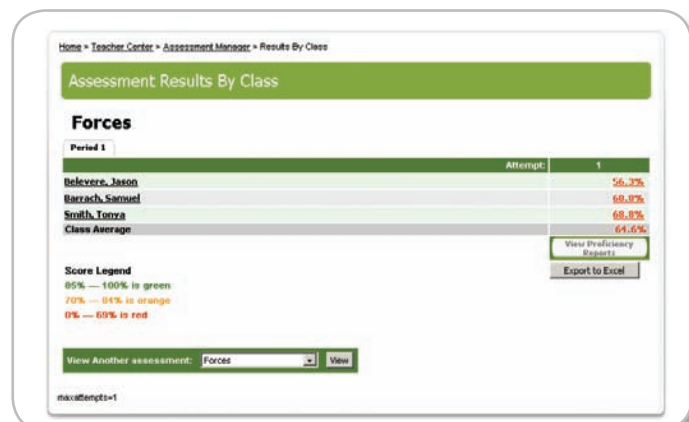 Home > Teacher Center > Assessment Manager > Results By Class
Assessment Results By Class
Forces
Period 1
Attempt: 1
Belevere, Jason 56.3%
Barrach, Samuel 68.8%
Smith, Tonya 68.8%
Class Average 64.6%
View Proficiency Reports
Score Legend
Export to Excel
85% — 100% is green
70% — 84% is orange
0% — 69% is red
View Another assessment: Forces View
maxattempts=1